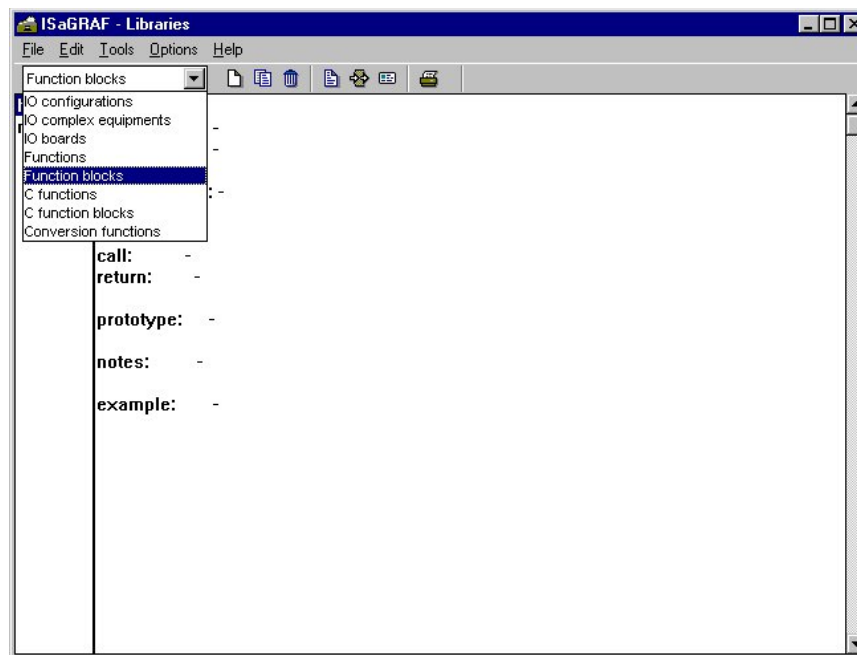 ISaGRAF - Libraries
File Edit Tools Options Help
Function blocks
IO configurations
IO complex equipments
IO boards
Functions
Function blocks
C functions
C function blocks
Conversion functions
-
-
: -
call: -
return: -
prototype: -
notes: -
example: -